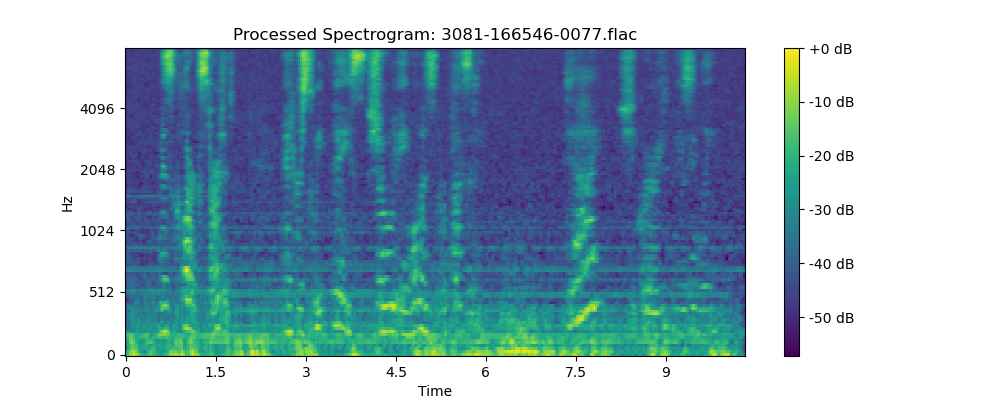 Processed Spectrogram: 3081-166546-0077.flac
Hz
4096
2048
1024
512
0
0 1.5 3 4.5 6 7.5 9
Time
+0 dB
-10 dB
-20 dB
-30 dB
-40 dB
-50 dB